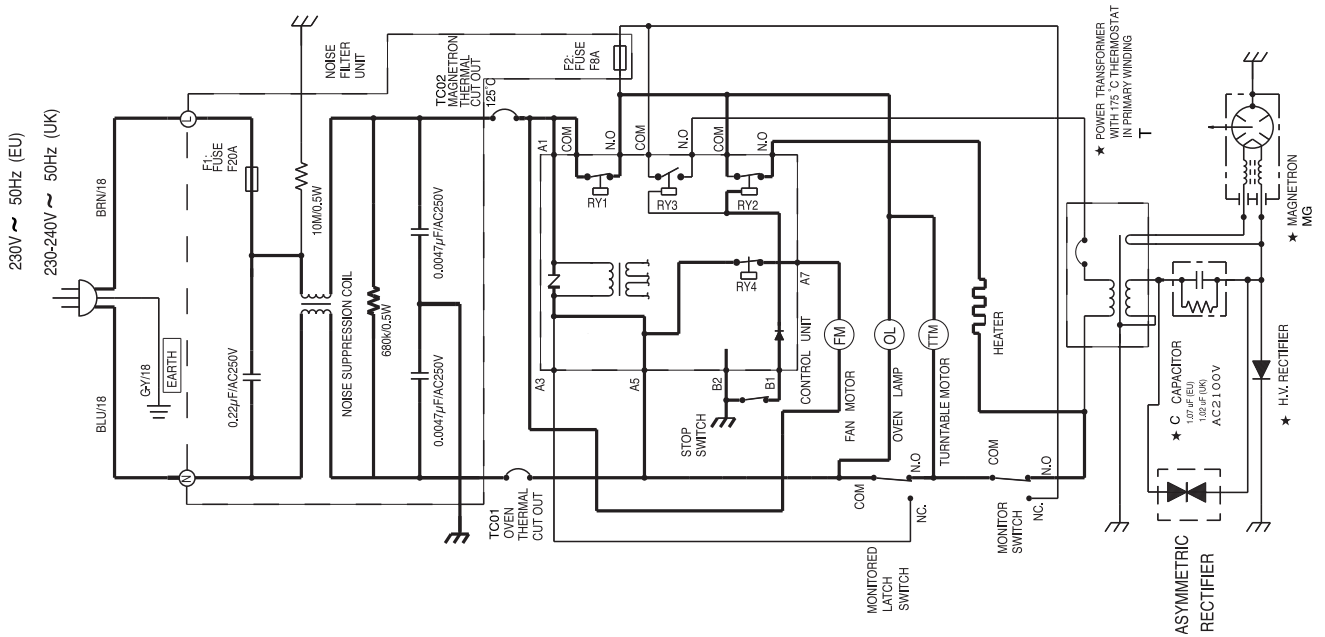 230V ~ 50Hz (EU)
230-240V ~ 50Hz (UK)
BRN/18
BLU/18
G-Y/18
EARTH
L
N
NOISE
FILTER
UNIT
F1:
FUSE
F20A
10M/0.5W
0.22µF/AC250V
NOISE SUPPRESSION COIL
680k/0.5W
0.0047µF/AC250V
0.0047µF/AC250V
TC02
MAGNETRON
THERMAL
CUT OUT
125°C
TC01
OVEN
THERMAL
CUT OUT
F2:
FUSE
F8A
A1
COM
N.O
COM
N.O
COM
N.O
RY1
RY3
RY2
RY4
A7
A3
A5
B2
B1
CONTROL UNIT
STOP
SWITCH
FM
FAN MOTOR
OL
OVEN LAMP
TTM
TURNTABLE MOTOR
HEATER
COM
N.O
NC.
MONITORED
LATCH
SWITCH
COM
N.O
NC.
MONITOR
SWITCH
★ POWER TRANSFORMER
WITH 175°C THERMOSTAT
IN PRIMARY WINDING
T
★ MAGNETRON
MG
★ C CAPACITOR
1.07 uF (EU)
1.02 uF (UK)
AC2100V
★ H.V. RECTIFIER
ASYMMETRIC
RECTIFIER